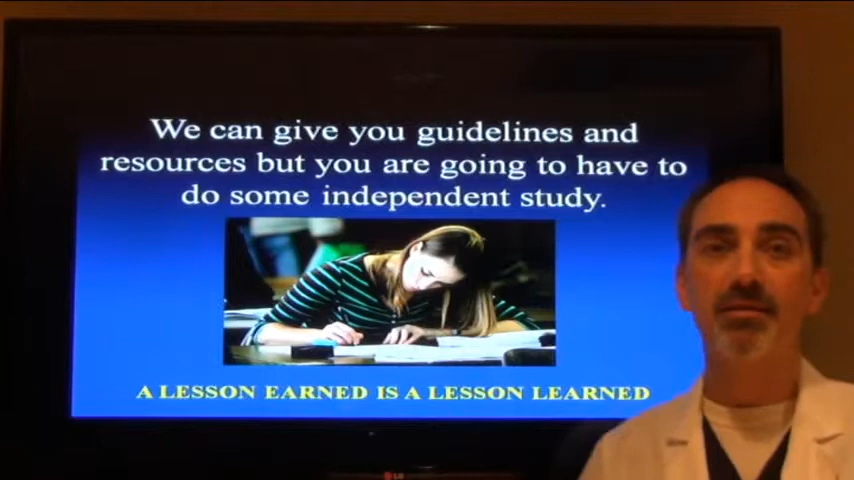 We can give you guidelines and
resources but you are going to have to
do some independent study.
A LESSON EARNED IS A LESSON LEARNED
LG